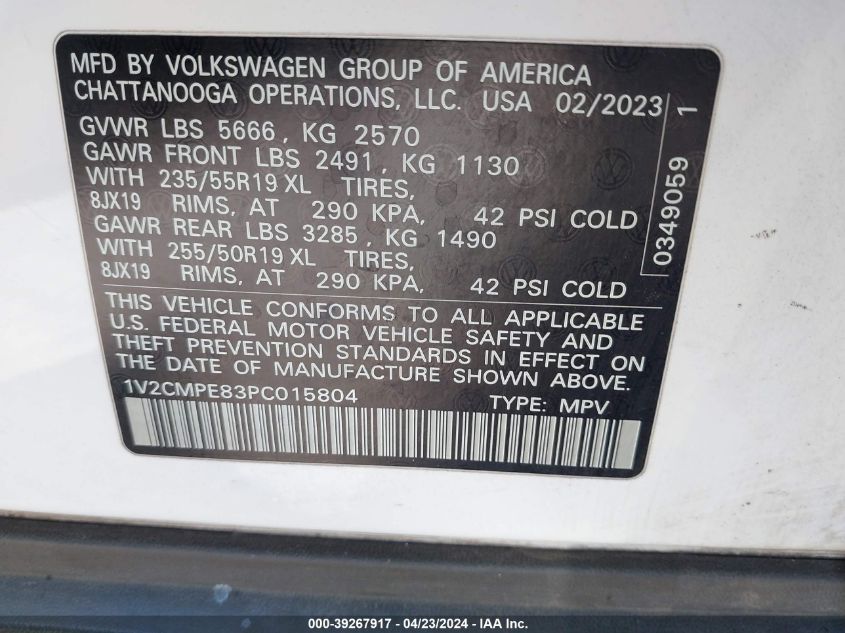 MFD BY VOLKSWAGEN GROUP OF AMERICA
CHATTANOOGA OPERATIONS, LLC. USA 02/2023
GVWR LBS 5666, KG 2570
GAWR FRONT LBS 2491, KG 1130
WITH 235/55R19 XL TIRES,
8JX19 RIMS, AT 290 KPA, 42 PSI COLD
GAWR REAR LBS 3285, KG 1490
WITH 255/50R19 XL TIRES,
8JX19 RIMS, AT 290 KPA, 42 PSI COLD
THIS VEHICLE CONFORMS TO ALL APPLICABLE
U.S. FEDERAL MOTOR VEHICLE SAFETY AND
THEFT PREVENTION STANDARDS IN EFFECT ON
THE DATE OF MANUFACTURE SHOWN ABOVE.
1V2CMPE83PC015804 TYPE: MPV
0349059 1
000-39267917 - 04/23/2024 - IAA Inc.